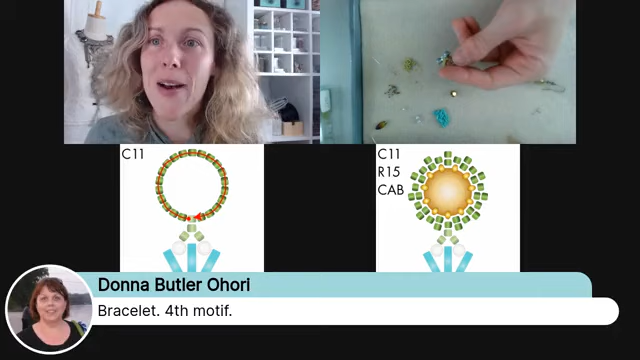 C11
C11
R15
CAB
Donna Butler Ohori
Bracelet. 4th motif.